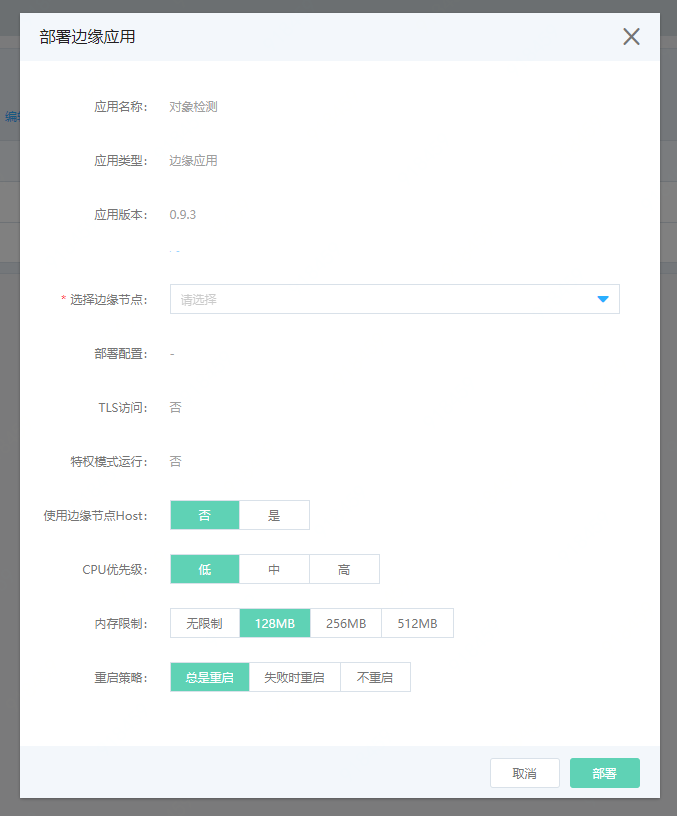 部署边缘应用
编辑
应用名称： 对象检测
应用类型： 边缘应用
应用版本： 0.9.3
* 选择边缘节点： 请选择
部署配置： -
TLS访问： 否
特权模式运行： 否
使用边缘节点Host： 否 是
CPU优先级： 低 中 高
内存限制： 无限制 128MB 256MB 512MB
重启策略： 总是重启 失败时重启 不重启
取消 部署